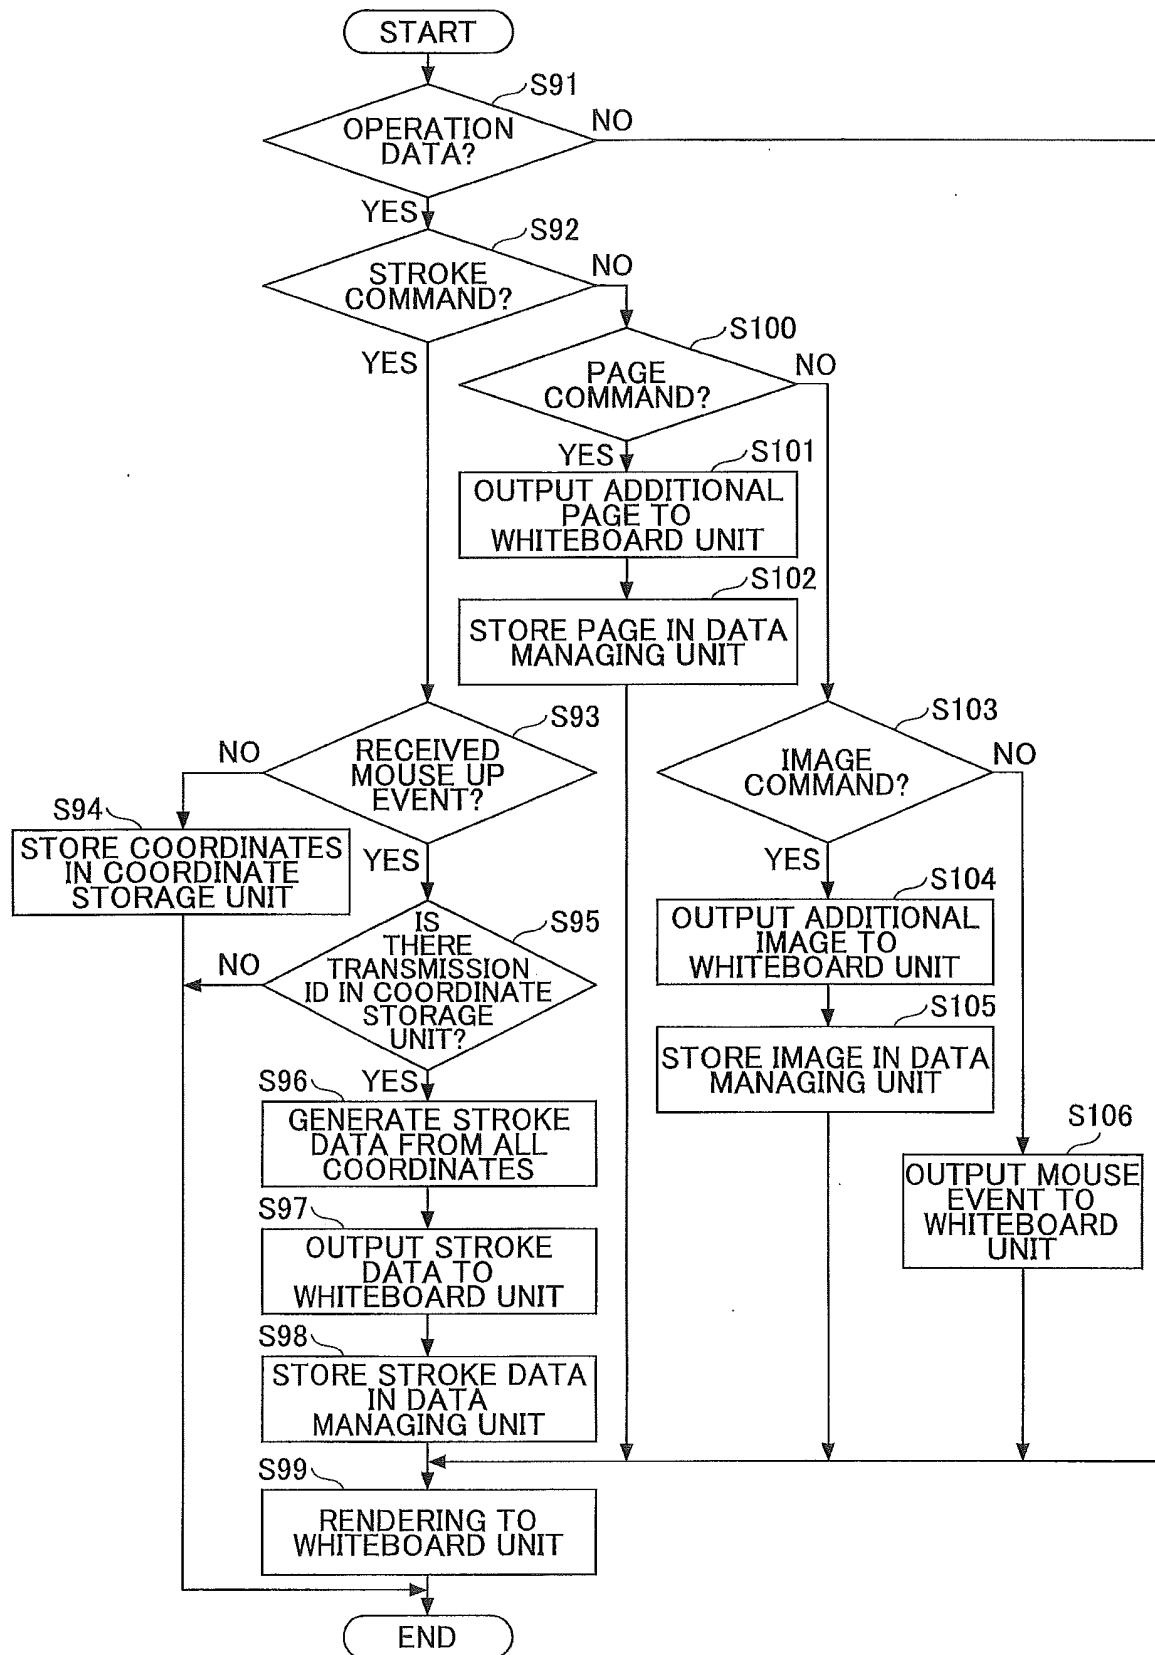 START
S91
OPERATION
DATA?
NO
YES
S92
STROKE
COMMAND?
NO
YES
S100
PAGE
COMMAND?
NO
YES
S101
OUTPUT ADDITIONAL
PAGE TO
WHITEBOARD UNIT
S102
STORE PAGE IN DATA
MANAGING UNIT
S93
RECEIVED
MOUSE UP
EVENT?
NO
YES
S94
STORE COORDINATES
IN COORDINATE
STORAGE UNIT
S103
IMAGE
COMMAND?
NO
YES
S104
OUTPUT ADDITIONAL
IMAGE TO
WHITEBOARD UNIT
S95
IS
THERE
TRANSMISSION
ID IN COORDINATE
STORAGE
UNIT?
NO
YES
S105
STORE IMAGE IN DATA
MANAGING UNIT
S96
GENERATE STROKE
DATA FROM ALL
COORDINATES
S106
OUTPUT MOUSE
EVENT TO
WHITEBOARD
UNIT
S97
OUTPUT STROKE
DATA TO
WHITEBOARD UNIT
S98
STORE STROKE DATA
IN DATA
MANAGING UNIT
S99
RENDERING TO
WHITEBOARD UNIT
END